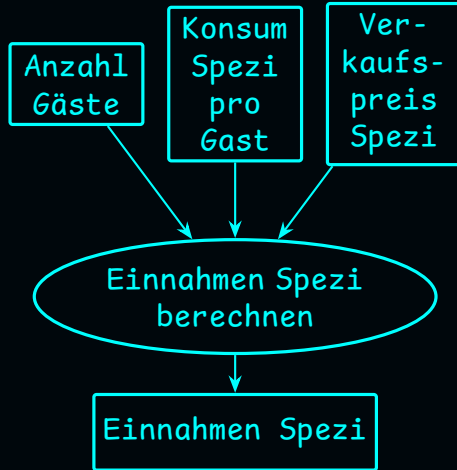 Anzahl
Gäste
Konsum
Spezi
pro
Gast
Ver-
kaufs-
preis
Spezi
Einnahmen Spezi
berechnen
Einnahmen Spezi